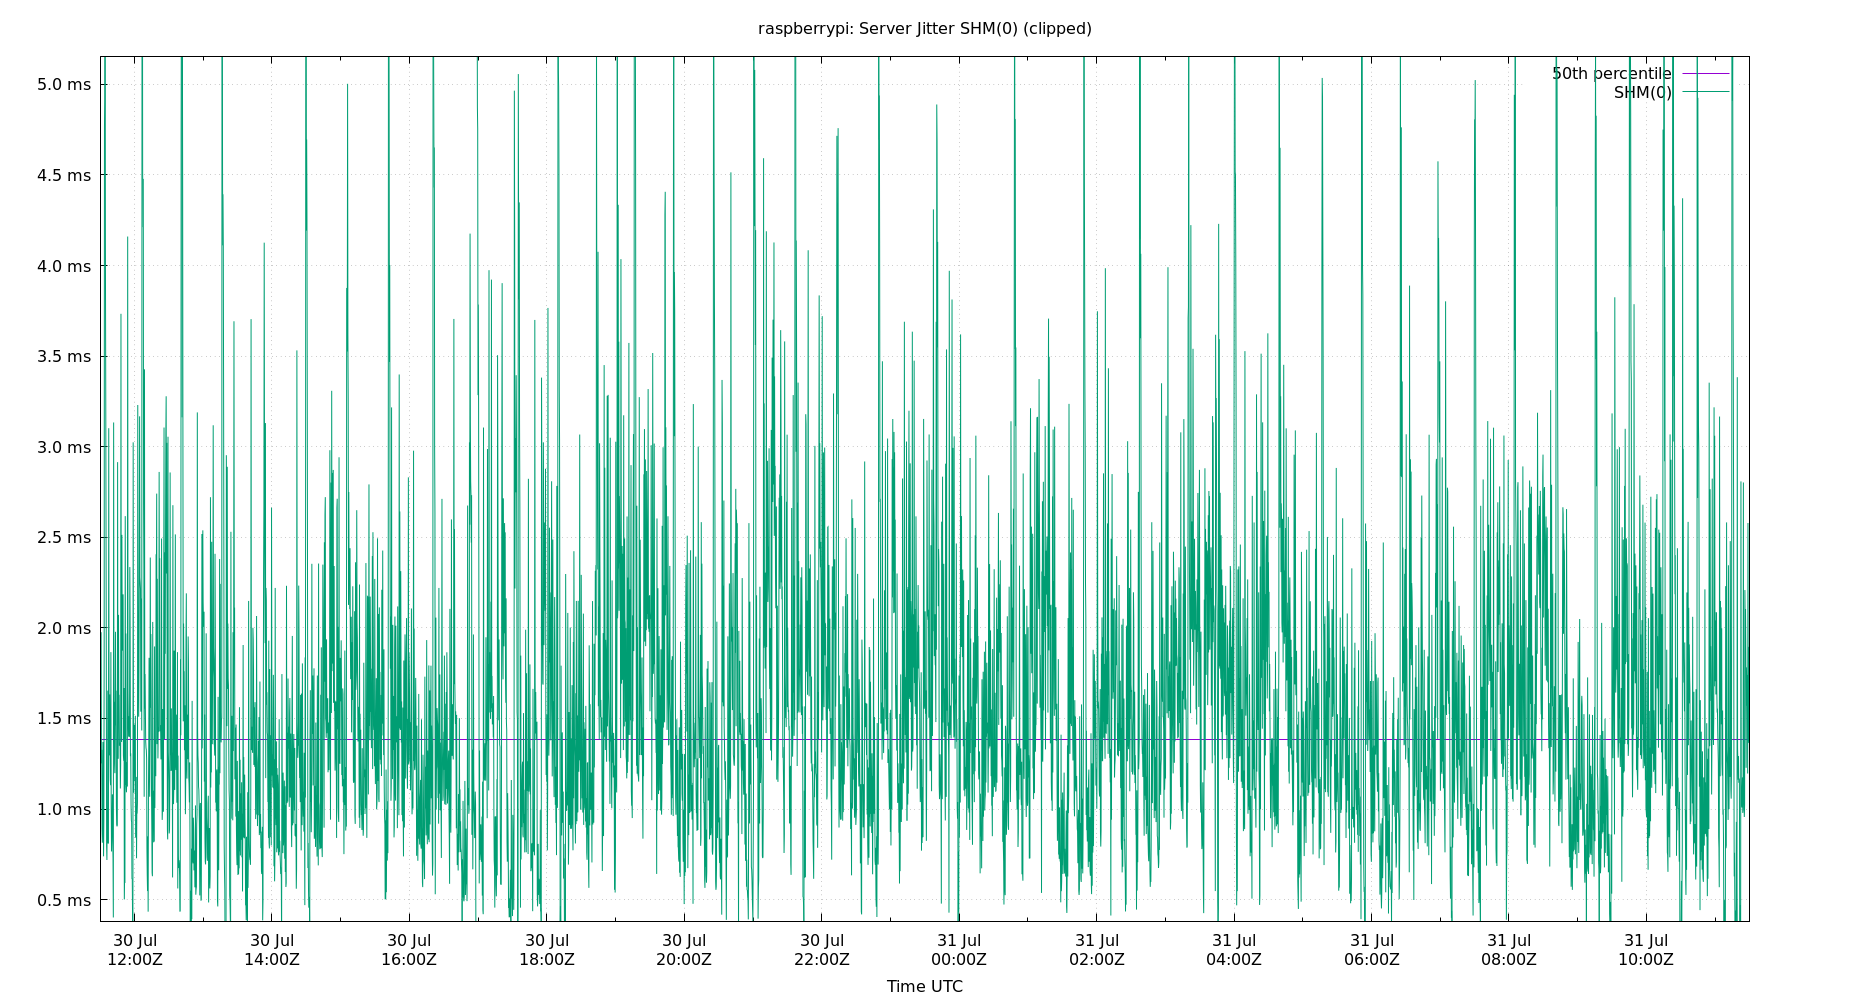 raspberrypi: Server Jitter SHM(0) (clipped)
50th percentile
SHM(0)
5.0 ms
4.5 ms
4.0 ms
3.5 ms
3.0 ms
2.5 ms
2.0 ms
1.5 ms
1.0 ms
0.5 ms
30 Jul 30 Jul 30 Jul 30 Jul 30 Jul 30 Jul 31 Jul 31 Jul 31 Jul 31 Jul 31 Jul 31 Jul
12:00Z 14:00Z 16:00Z 18:00Z 20:00Z 22:00Z 00:00Z 02:00Z 04:00Z 06:00Z 08:00Z 10:00Z
Time UTC